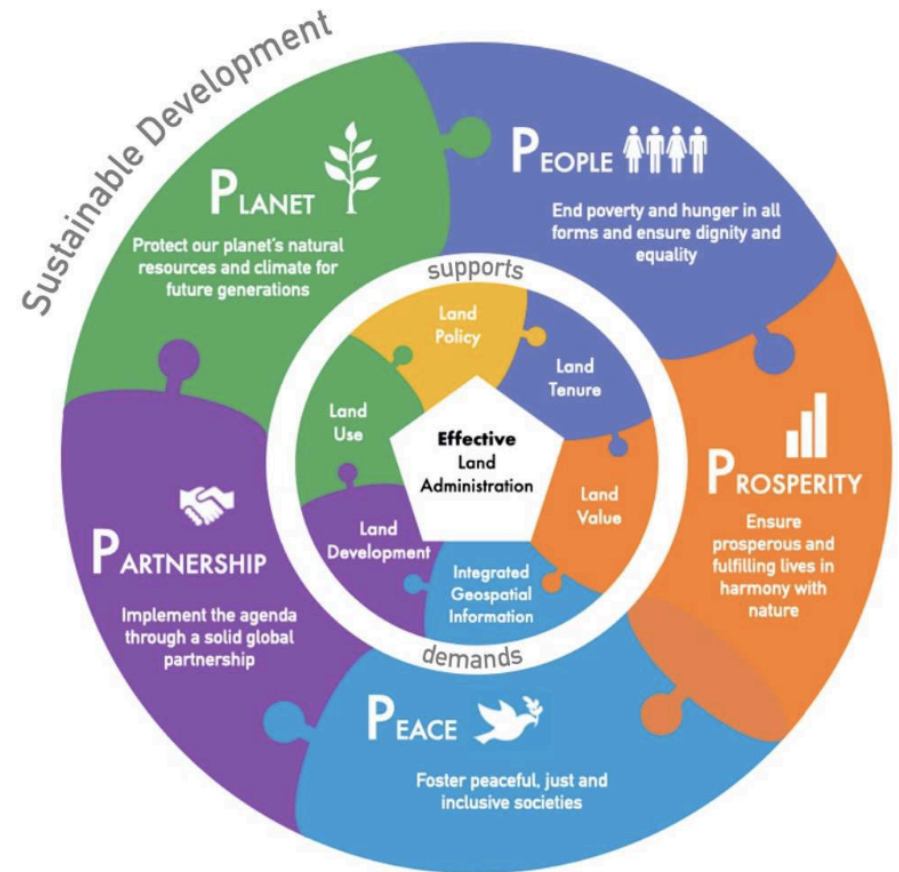 Sustainable Development
PLANET
Protect our planet's natural
resources and climate for
future generations
PEOPLE
End poverty and hunger in all
forms and ensure dignity and
equality
PROSPERITY
Ensure
prosperous and
fulfilling lives in
harmony with
nature
PEACE
Foster peaceful, just and
inclusive societies
PARTNERSHIP
Implement the agenda
through a solid global
partnership
supports
Land
Policy
Land
Tenure
Land
Value
Integrated
Geospatial
Information
Land
Development
Land
Use
Effective
Land
Administration
demands